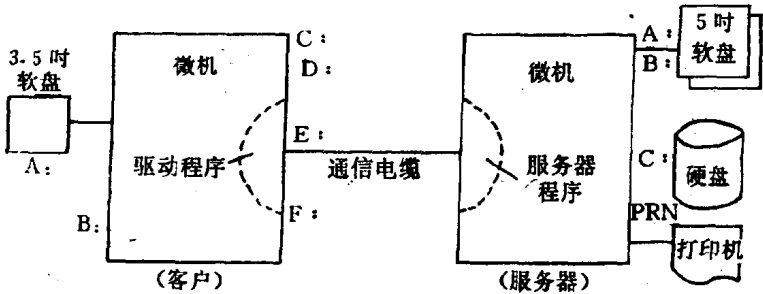 3.5吋
软盘
A：
B：
微机
C：
D：
E：
F：
驱动程序
(客户)
通信电缆
微机
服务器
程序
(服务器)
A：
B：
5吋
软盘
C：
硬盘
PRN
打印机